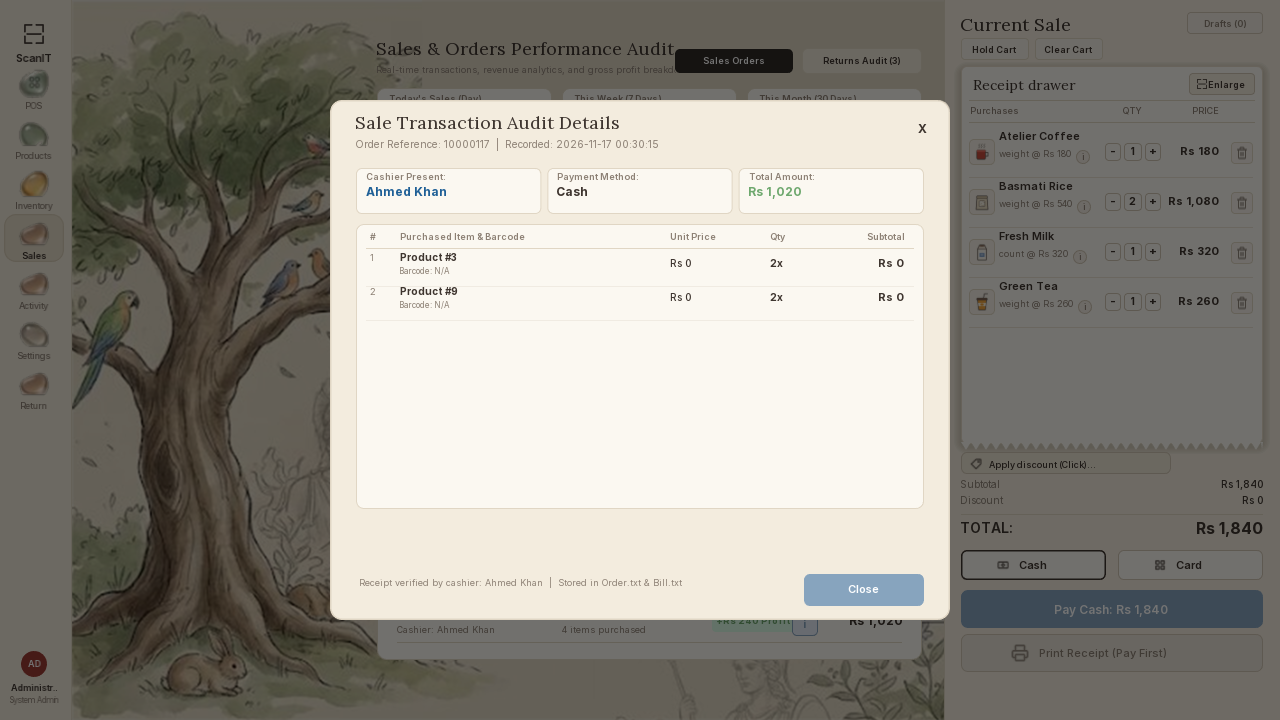 ScanIT
POS
Products
Inventory
Sales
Activity
Settings
Return
AD
Administr..
System Admin
Sales & Orders Performance Audit
Real-time transactions, revenue analytics, and gross profit breakd
Sales Orders
Returns Audit (3)
Today's Sales (Day)
This Week (7 Days)
This Month (30 Days)
Sale Transaction Audit Details
X
Order Reference: 10000117 | Recorded: 2026-11-17 00:30:15
Cashier Present:
Ahmed Khan
Payment Method:
Cash
Total Amount:
Rs 1,020
# Purchased Item & Barcode Unit Price Qty Subtotal
1 Product #3 Rs 0 2x Rs 0
Barcode: N/A
2 Product #9 Rs 0 2x Rs 0
Barcode: N/A
Receipt verified by cashier: Ahmed Khan | Stored in Order.txt & Bill.txt
Close
Cashier: Ahmed Khan
4 items purchased
+Rs 240 Profit
i
Rs 1,020
Current Sale
Drafts (0)
Hold Cart
Clear Cart
Receipt drawer
Enlarge
Purchases QTY PRICE
Atelier Coffee
weight @ Rs 180 i
- 1 + Rs 180
Basmati Rice
weight @ Rs 540 i
- 2 + Rs 1,080
Fresh Milk
count @ Rs 320 i
- 1 + Rs 320
Green Tea
weight @ Rs 260 i
- 1 + Rs 260
Apply discount (Click)...
Subtotal Rs 1,840
Discount Rs 0
TOTAL: Rs 1,840
Cash
Card
Pay Cash: Rs 1,840
Print Receipt (Pay First)